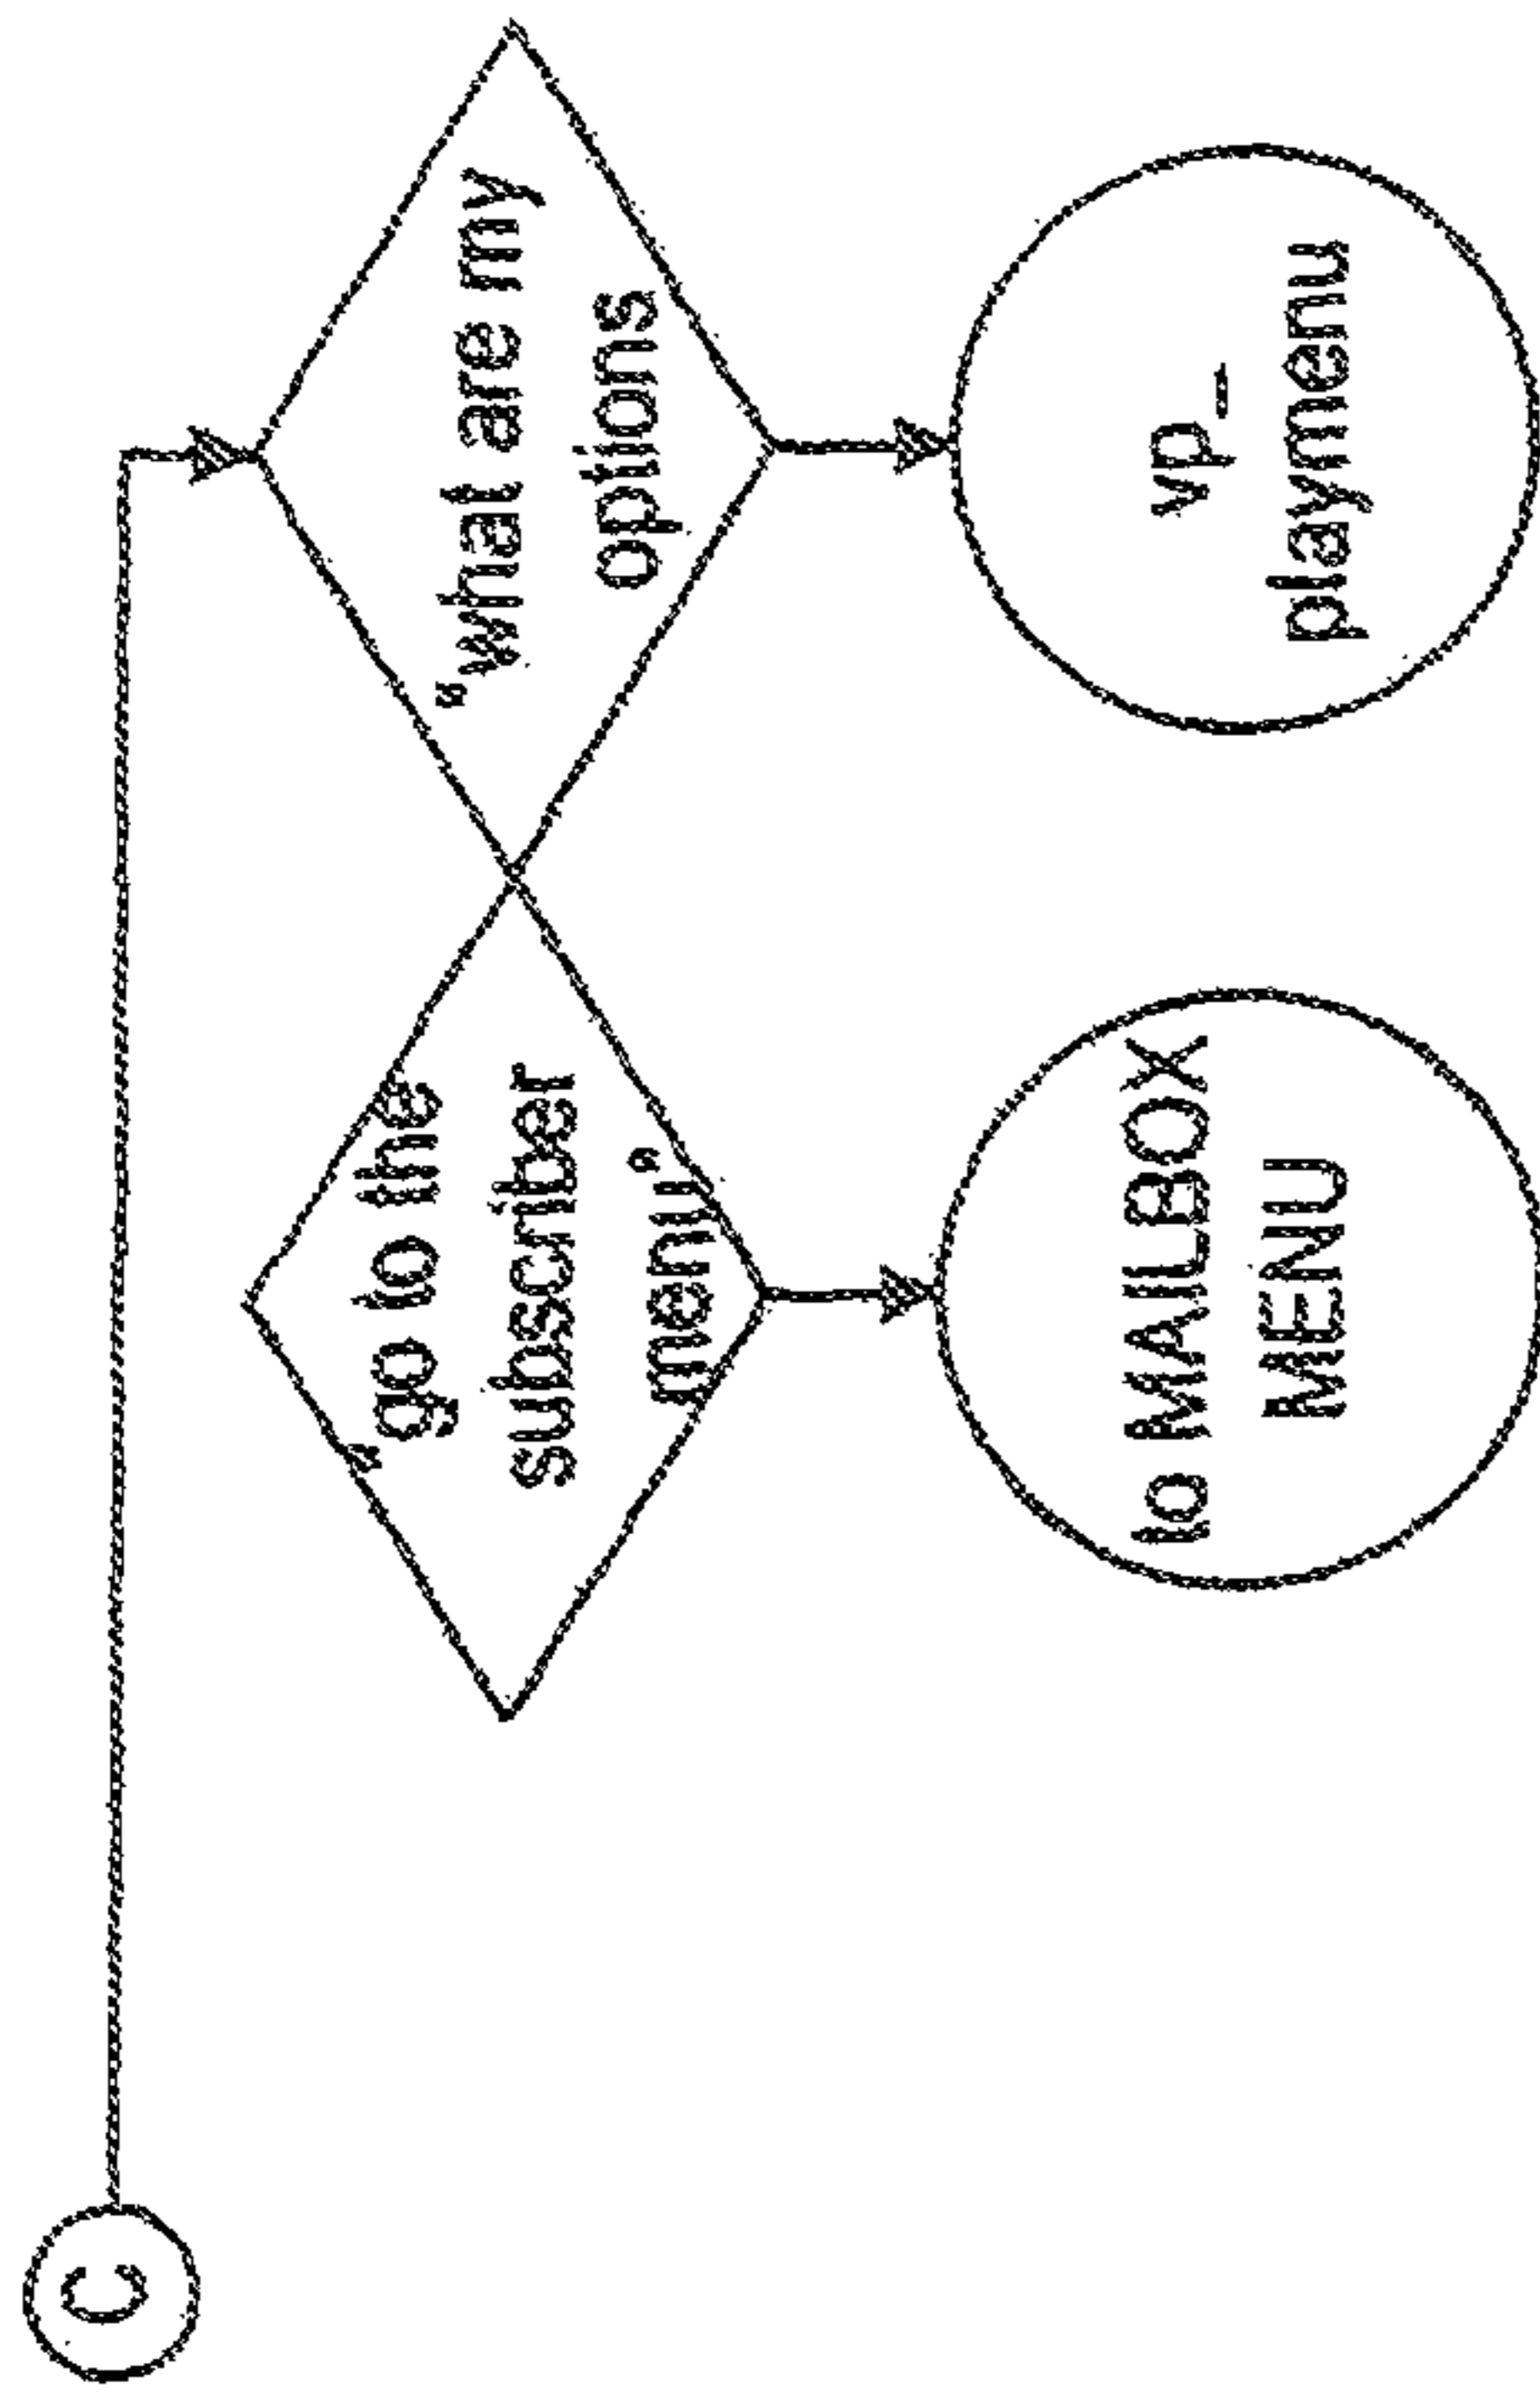 C
"go to the
subscriber
menu"
"what are my
options
to MAILBOX
MENU
vp_
playmenu